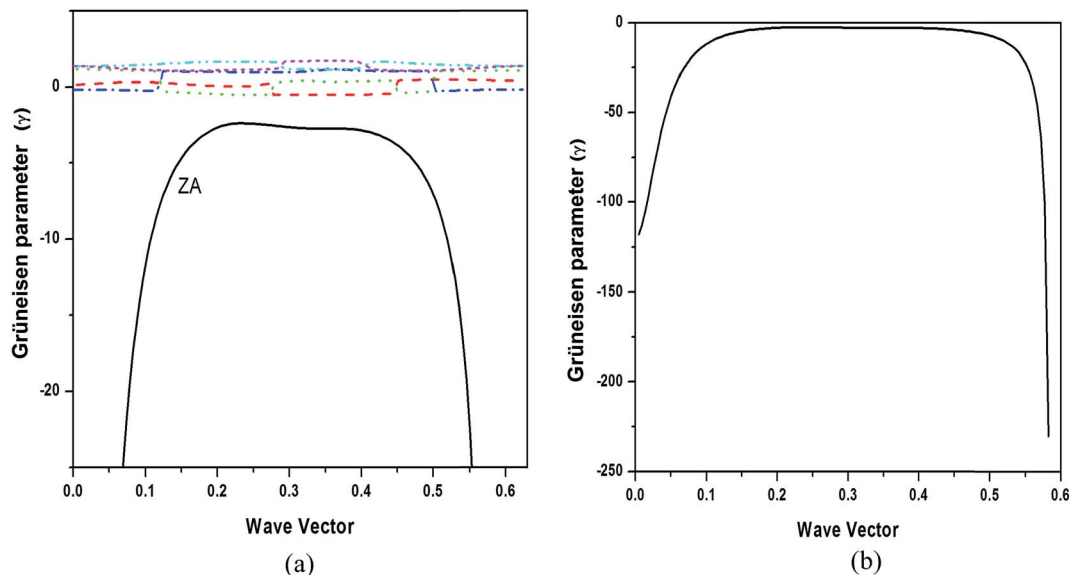 Grüneisen parameter (γ)
0
-10
-20
ZA
0.0 0.1 0.2 0.3 0.4 0.5 0.6
Wave Vector
(a)
Grüneisen parameter (γ)
0
-50
-100
-150
-200
-250
0.0 0.1 0.2 0.3 0.4 0.5 0.6
Wave Vector
(b)